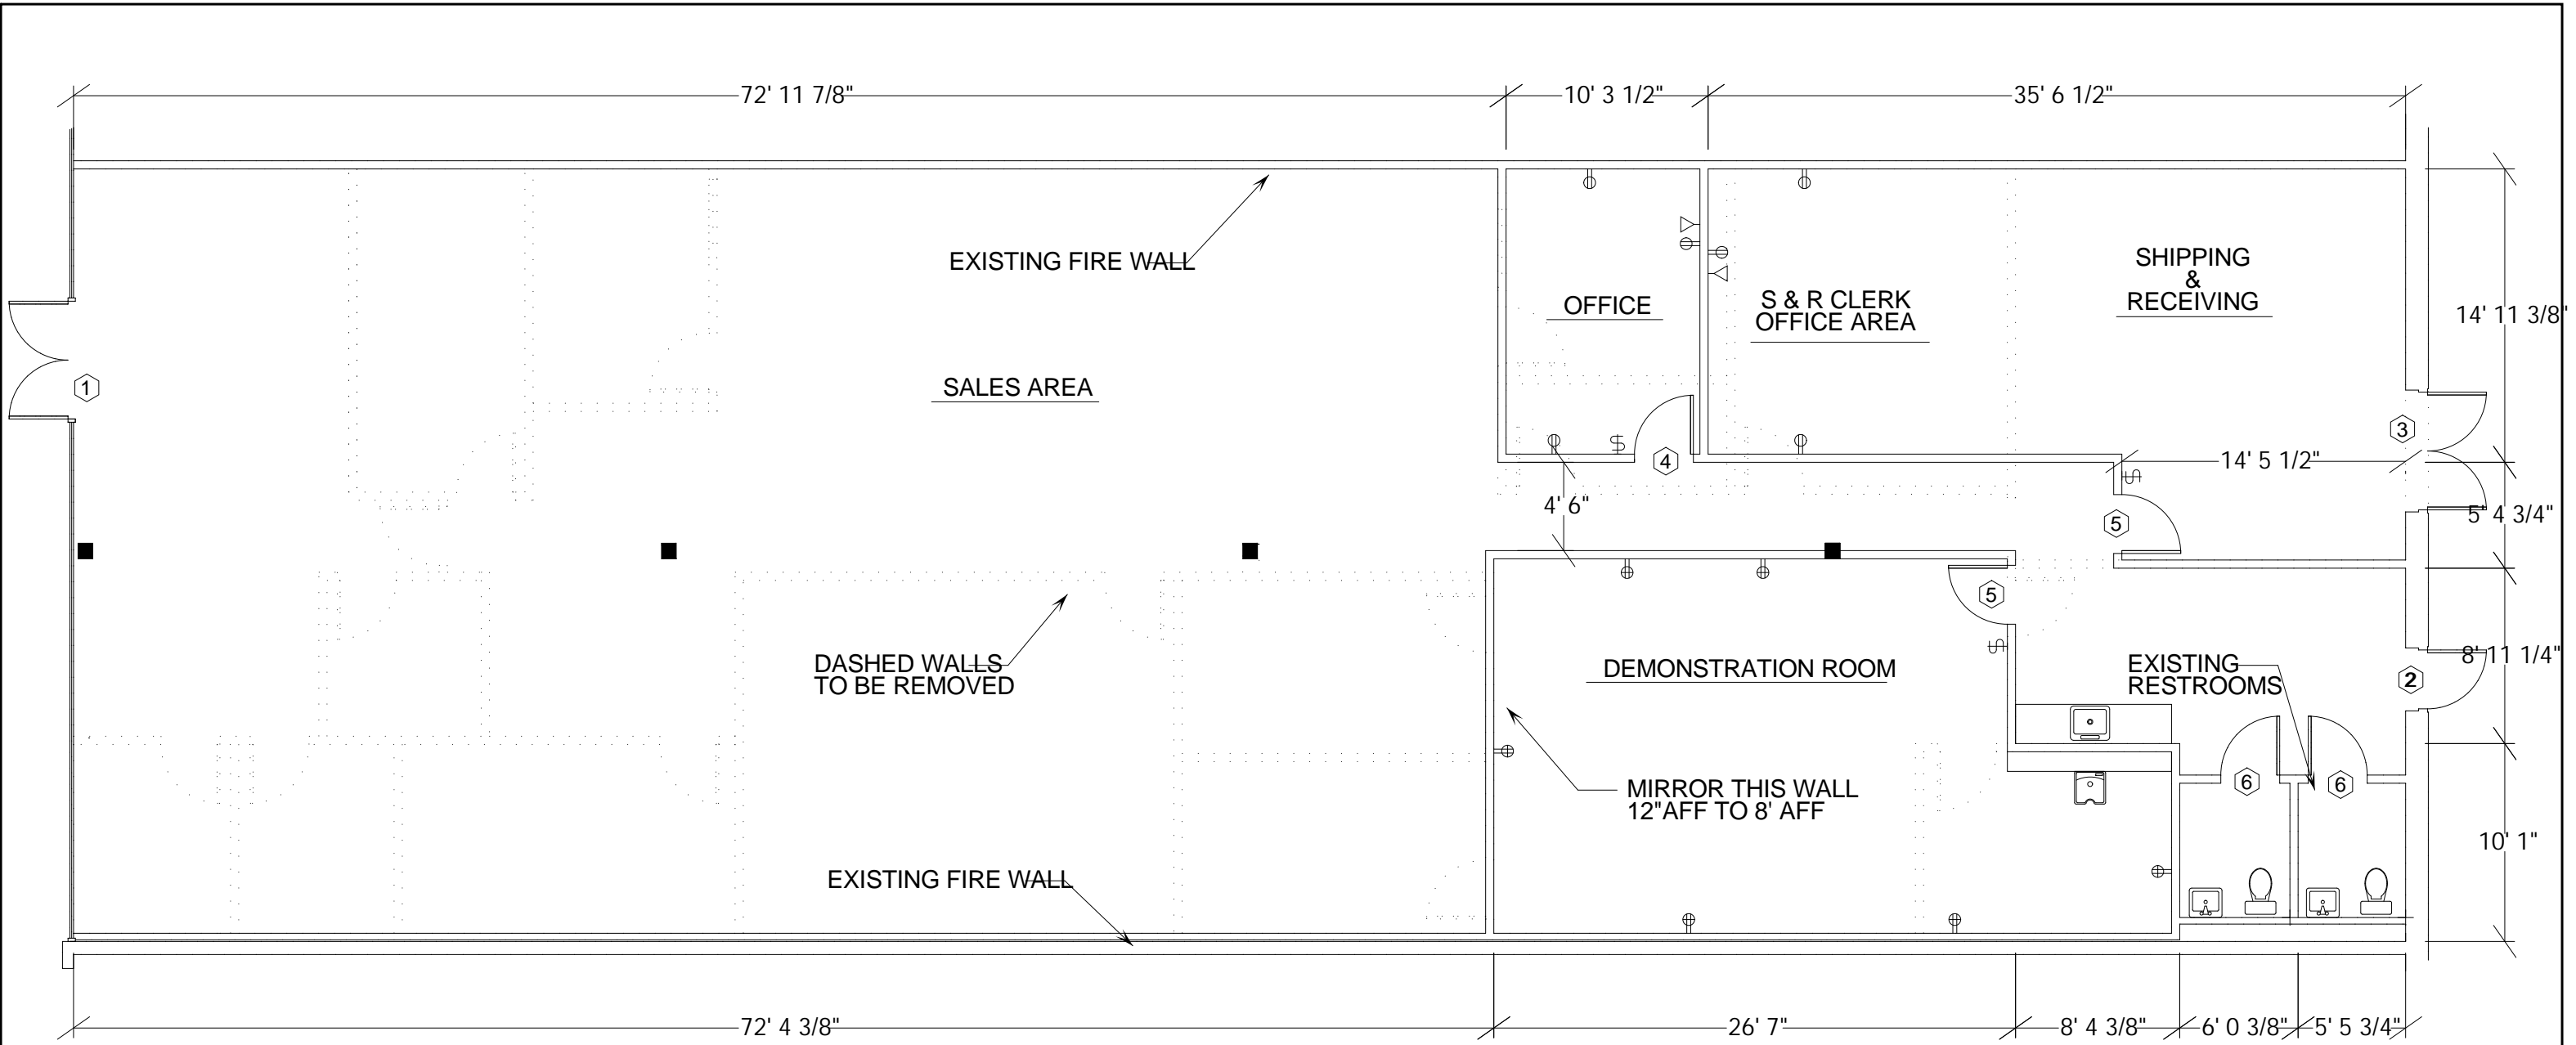 72' 11 7/8"
10' 3 1/2"
35' 6 1/2"
EXISTING FIRE WALL
SHIPPING
&
RECEIVING
OFFICE
S & R CLERK
OFFICE AREA
14' 11 3/8"
SALES AREA
1
3
4
14' 5 1/2"
4' 6"
5
5' 4 3/4"
5
DASHED WALLS
TO BE REMOVED
DEMONSTRATION ROOM
EXISTING
RESTROOMS
8' 11 1/4"
2
MIRROR THIS WALL
12"AFF TO 8' AFF
6
6
10' 1"
EXISTING FIRE WALL
72' 4 3/8"
26' 7"
8' 4 3/8"
6' 0 3/8"
5' 5 3/4"